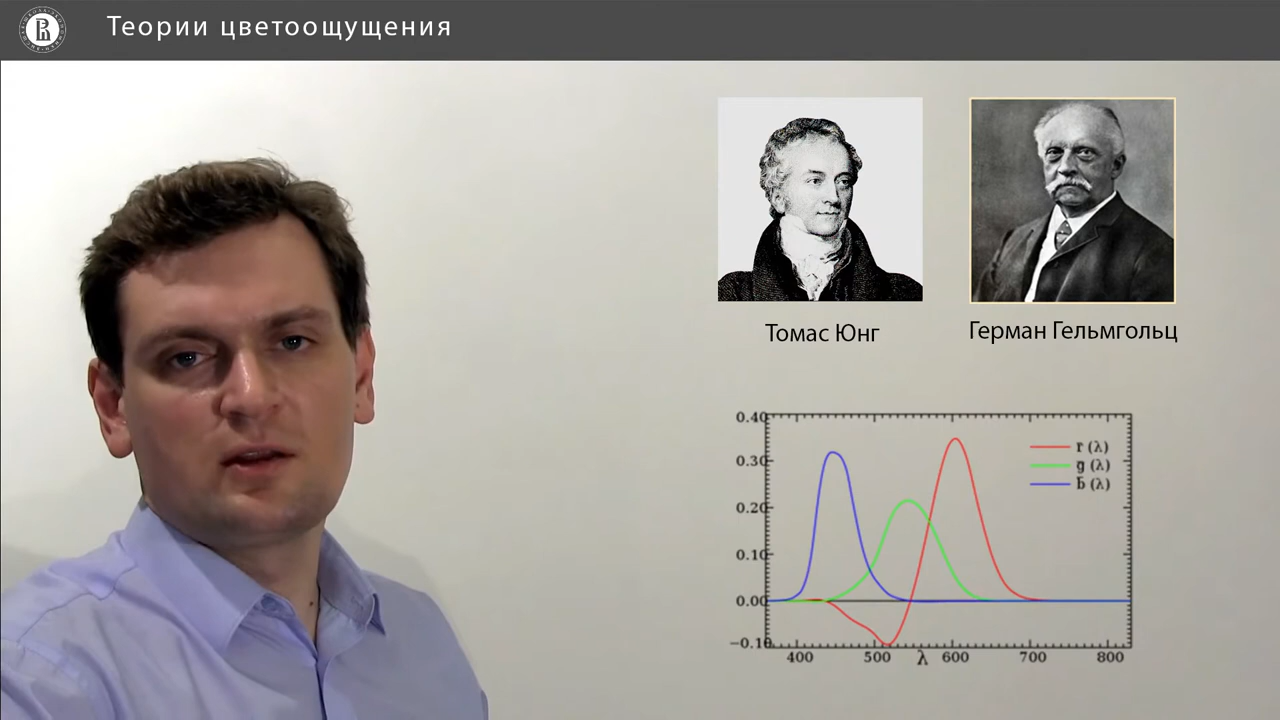 Теории цветоощущения
Томас Юнг
Герман Гельмгольц
0.40
0.30
0.20
0.10
0.00
−0.10
r (λ)
g (λ)
b (λ)
400 500 λ 600 700 800